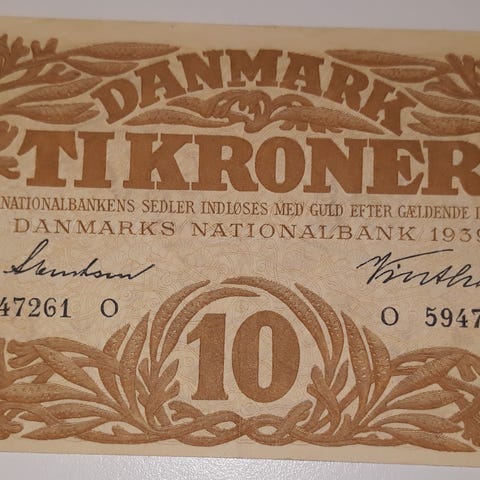 DANMARK
TI KRONER
NATIONALBANKENS SEDLER INDLØSES MED GULD EFTER GÆLDENDE
DANMARKS NATIONALBANK 1939
47261 O
O 5947
10